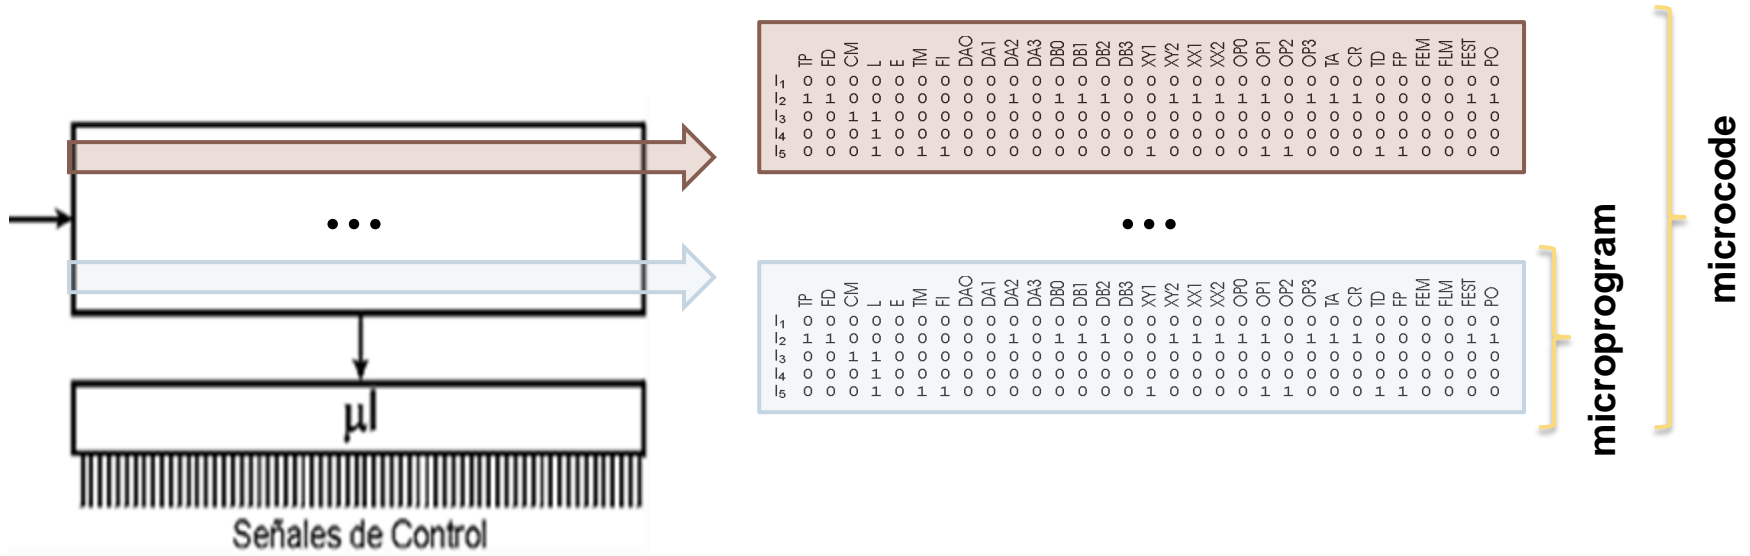 TP FD CM L E TM FI DAO DA1 DA2 DA3 DB0 DB1 DB2 DB3 XY1 XY2 XX1 XX2 OP0 OP1 OP2 OP3 TA CR TD FP FEM FLM FEST PO
I₁ 0 0 0 0 0 0 0 0 0 0 0 0 0 0 0 0 0 0 0 0 0 0 0 0 0 0 0 0 0 0 0
I₂ 1 1 0 0 0 0 0 0 0 1 0 1 1 1 0 0 1 1 1 1 1 0 1 1 1 0 0 0 0 1 1
I₃ 0 0 1 1 0 0 0 0 0 0 0 0 0 0 0 0 0 0 0 0 0 0 0 0 0 0 0 0 0 0 0
I₄ 0 0 0 1 0 0 0 0 0 0 0 0 0 0 0 0 0 0 0 0 0 0 0 0 0 0 0 0 0 0 0
I₅ 0 0 0 1 0 1 1 0 0 0 0 0 0 0 0 1 0 0 0 0 1 1 0 0 0 1 1 0 0 0 0
...
...
TP FD CM L E TM FI DAO DA1 DA2 DA3 DB0 DB1 DB2 DB3 XY1 XY2 XX1 XX2 OP0 OP1 OP2 OP3 TA CR TD FP FEM FLM FEST PO
I₁ 0 0 0 0 0 0 0 0 0 0 0 0 0 0 0 0 0 0 0 0 0 0 0 0 0 0 0 0 0 0 0
I₂ 1 1 0 0 0 0 0 0 0 1 0 1 1 1 0 0 1 1 1 1 1 0 1 1 1 0 0 0 0 1 1
I₃ 0 0 1 1 0 0 0 0 0 0 0 0 0 0 0 0 0 0 0 0 0 0 0 0 0 0 0 0 0 0 0
I₄ 0 0 0 1 0 0 0 0 0 0 0 0 0 0 0 0 0 0 0 0 0 0 0 0 0 0 0 0 0 0 0
I₅ 0 0 0 1 0 1 1 0 0 0 0 0 0 0 0 1 0 0 0 0 1 1 0 0 0 1 1 0 0 0 0
microprogram
microcode
μI
Señales de Control